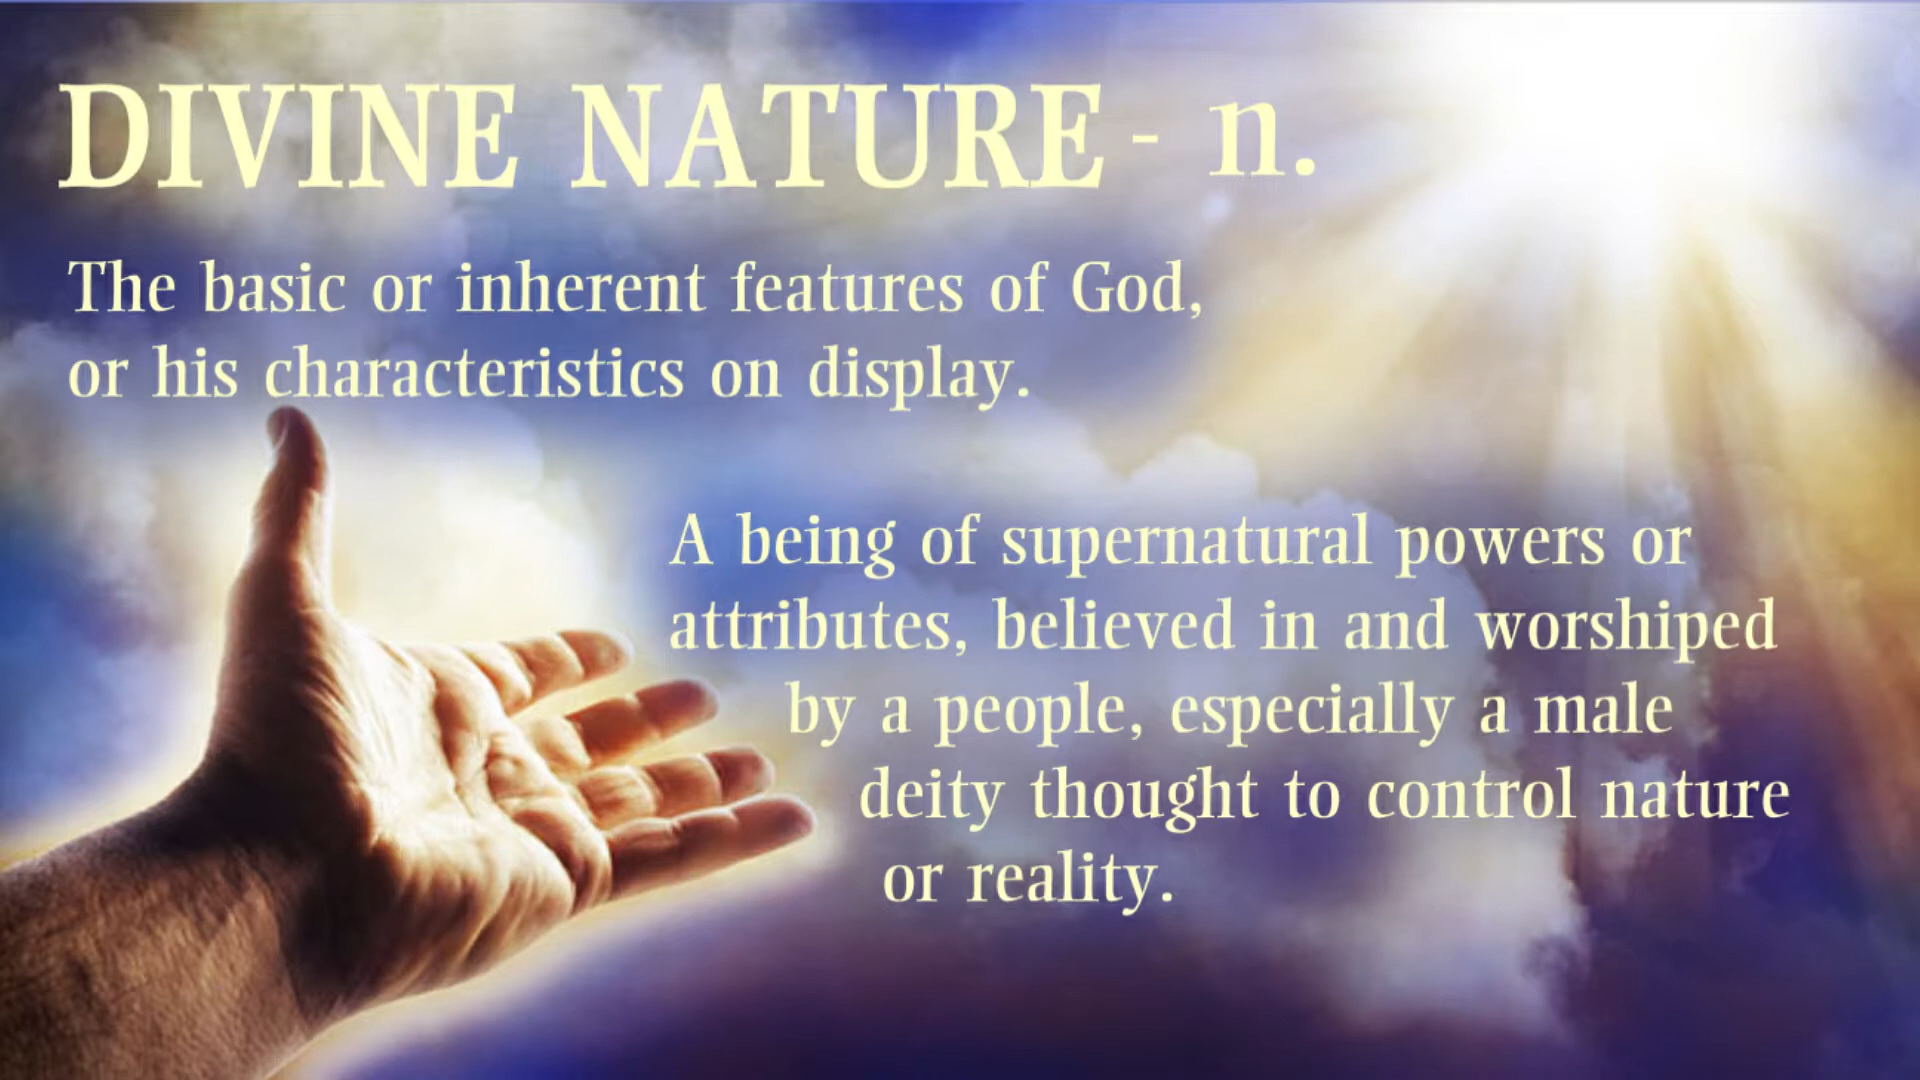 DIVINE NATURE - n.
The basic or inherent features of God,
or his characteristics on display.
A being of supernatural powers or
attributes, believed in and worshiped
by a people, especially a male
deity thought to control nature
or reality.